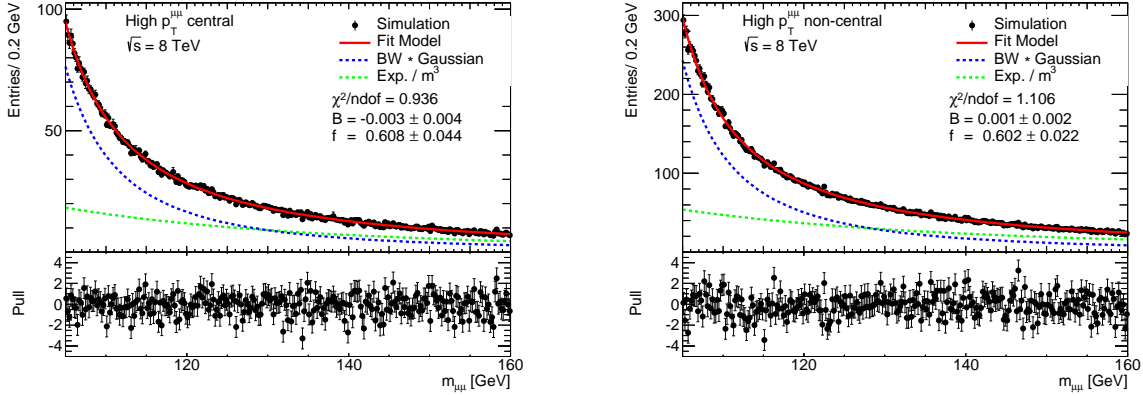 Entries/ 0.2 GeV
100
50
High p_T^μμ central
√s = 8 TeV
Simulation
Fit Model
BW * Gaussian
Exp. / m³
χ²/ndof = 0.936
B = -0.003 ± 0.004
f = 0.608 ± 0.044
Pull
4
2
0
-2
-4
120
140
160
m_μμ [GeV]
Entries/ 0.2 GeV
300
200
100
High p_T^μμ non-central
√s = 8 TeV
Simulation
Fit Model
BW * Gaussian
Exp. / m³
χ²/ndof = 1.106
B = 0.001 ± 0.002
f = 0.602 ± 0.022
Pull
4
2
0
-2
-4
120
140
160
m_μμ [GeV]